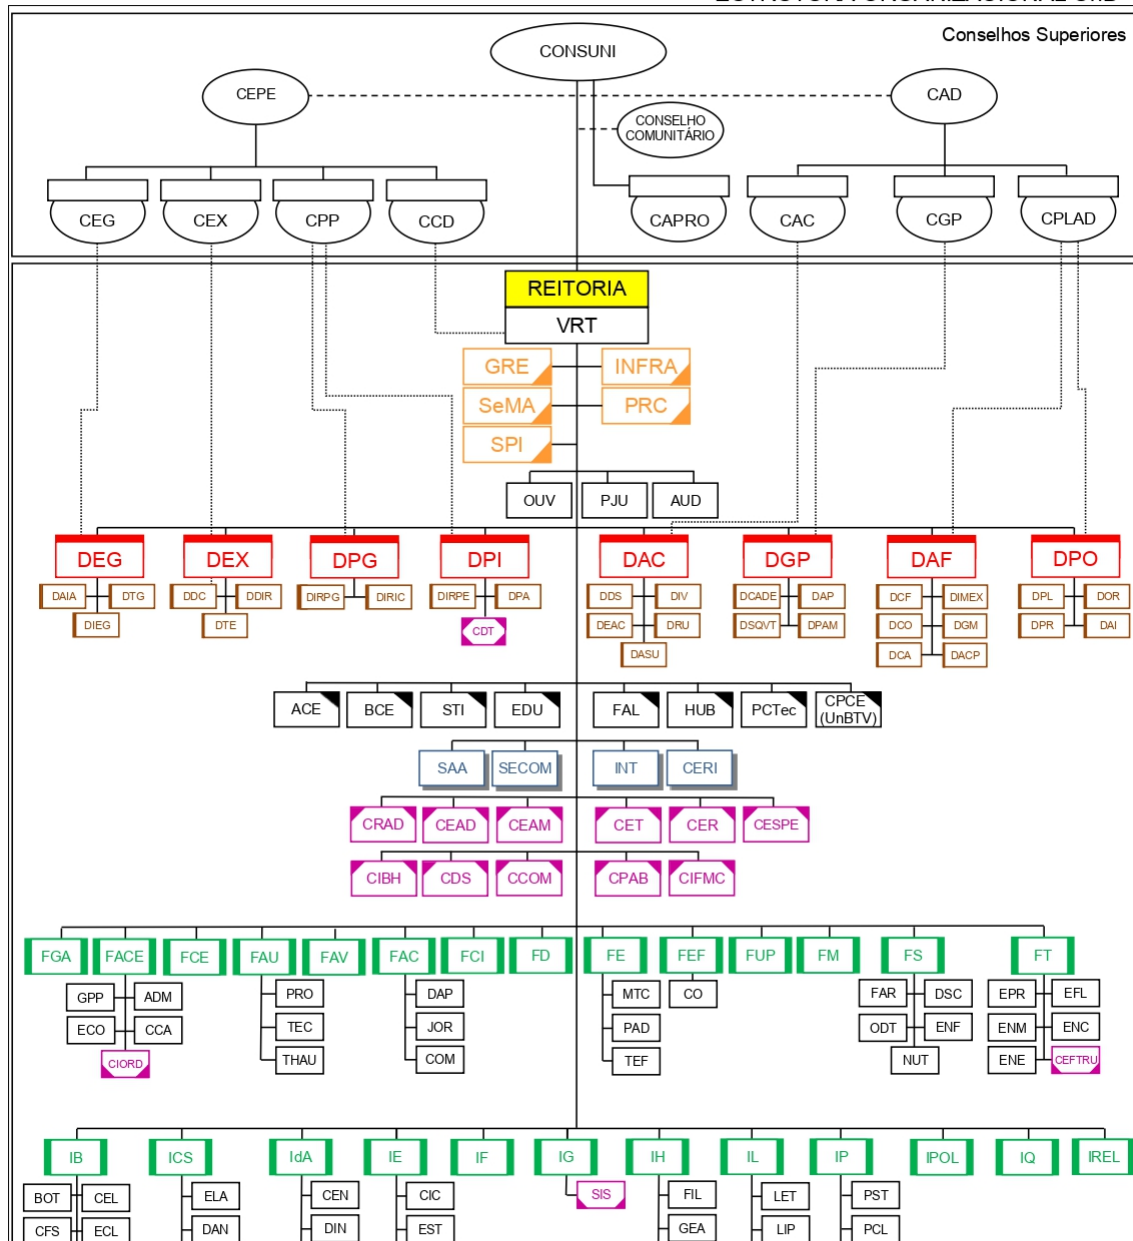 Conselhos Superiores
CONSUNI
CEPE
CAD
CONSELHO
COMUNITÁRIO
CEG
CEX
CPP
CCD
CAPRO
CAC
CGP
CPLAD
REITORIA
VRT
GRE
INFRA
SeMA
PRC
SPI
OUV
PJU
AUD
DEG
DEX
DPG
DPI
DAC
DGP
DAF
DPO
DAIA
DTG
DDC
DDIR
DIRPG
DIRIC
DIRPE
DPA
DDS
DIV
DCADE
DAP
DCF
DIMEX
DPL
DOR
DIEG
DTE
CDT
DEAC
DRU
DSQVT
DPAM
DCO
DGM
DPR
DAI
DASU
DCA
DACP
ACE
BCE
STI
EDU
FAL
HUB
PCTec
CPCE
(UnBTV)
SAA
SECOM
INT
CERI
CRAD
CEAD
CEAM
CET
CER
CESPE
CIBH
CDS
CCOM
CPAB
CIFMC
FGA
FACE
FCE
FAU
FAV
FAC
FCI
FD
FE
FEF
FUP
FM
FS
FT
GPP
ADM
PRO
DAP
MTC
CO
FAR
DSC
EPR
EFL
ECO
CCA
TEC
JOR
PAD
ODT
ENF
ENM
ENC
CIORD
THAU
COM
TEF
NUT
ENE
CEFTRU
IB
ICS
IdA
IE
IF
IG
IH
IL
IP
IPOL
IQ
IREL
BOT
CEL
ELA
CEN
CIC
SIS
FIL
LET
PST
CFS
ECL
DAN
DIN
EST
GEA
LIP
PCL